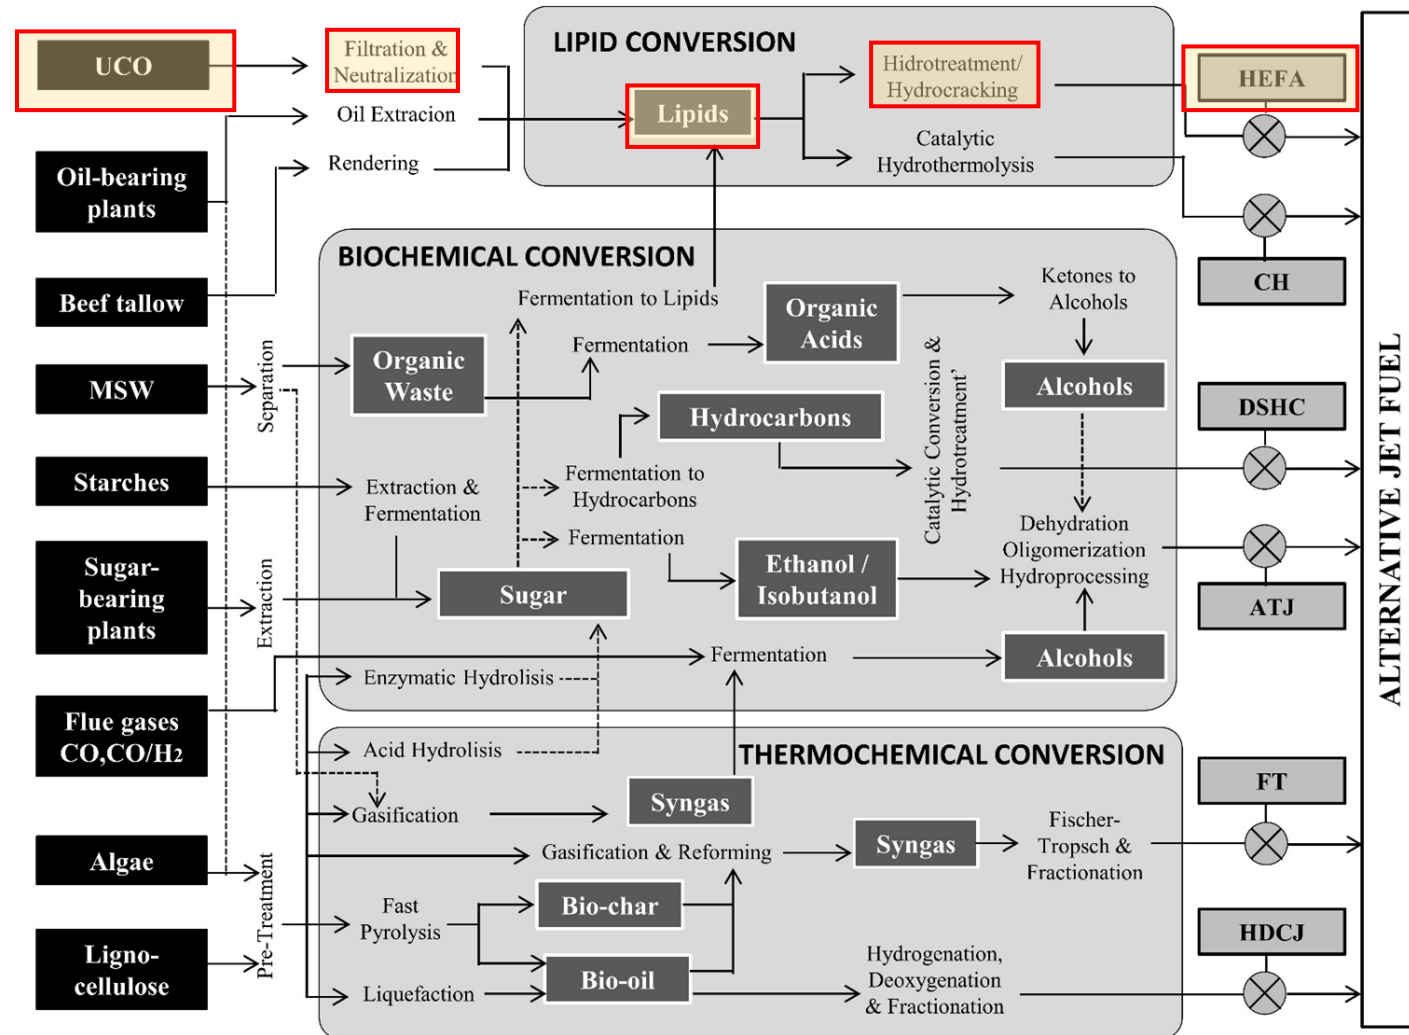 UCO
Oil-bearing
plants
Beef tallow
MSW
Starches
Sugar-
bearing
plants
Flue gases
CO,CO/H2
Algae
Ligno-
cellulose
Filtration &
Neutralization
Oil Extracion
Rendering
Separation
Extraction
Pre-Treatment
LIPID CONVERSION
Lipids
Hidrotreatment/
Hydrocracking
Catalytic
Hydrothermolysis
BIOCHEMICAL CONVERSION
Fermentation to Lipids
Organic
Waste
Fermentation
Organic
Acids
Ketones to
Alcohols
Alcohols
Hydrocarbons
Catalytic Conversion &
Hydrotreatment'
Extraction &
Fermentation
Fermentation to
Hydrocarbons
Fermentation
Sugar
Ethanol /
Isobutanol
Dehydration
Oligomerization
Hydroprocessing
Enzymatic Hydrolisis
Fermentation
Alcohols
Acid Hydrolisis
THERMOCHEMICAL CONVERSION
Gasification
Syngas
Gasification & Reforming
Syngas
Fischer-
Tropsch &
Fractionation
Fast
Pyrolysis
Bio-char
Bio-oil
Liquefaction
Hydrogenation,
Deoxygenation
& Fractionation
HEFA
CH
DSHC
ATJ
FT
HDCJ
ALTERNATIVE JET FUEL